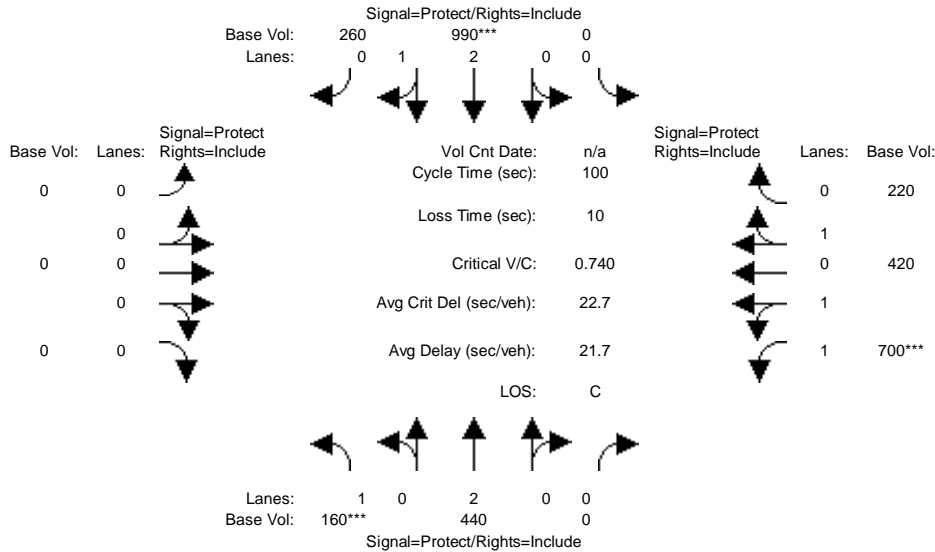 Signal=Protect/Rights=Include
Base Vol: 260 990*** 0
Lanes: 0 1 2 0 0
Signal=Protect
Base Vol: Lanes: Rights=Include
Vol Cnt Date: n/a
Signal=Protect
Rights=Include Lanes: Base Vol:
Cycle Time (sec): 100
0 0
0 220
Loss Time (sec): 10
0
1
0 0
Critical V/C: 0.740
0 420
0
Avg Crit Del (sec/veh): 22.7
1
0 0
Avg Delay (sec/veh): 21.7
1 700***
LOS: C
Lanes: 1 0 2 0 0
Base Vol: 160*** 440 0
Signal=Protect/Rights=Include